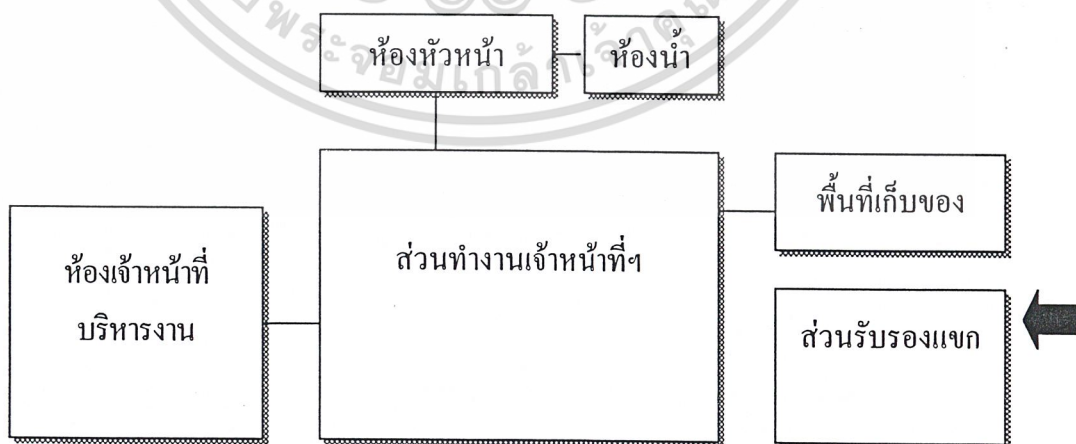 ห้องหัวหน้า
ห้องน้ำ
พื้นที่เก็บของ
ส่วนทำงานเจ้าหน้าที่ฯ
ห้องเจ้าหน้าที่
บริหารงาน
ส่วนรับรองแขก